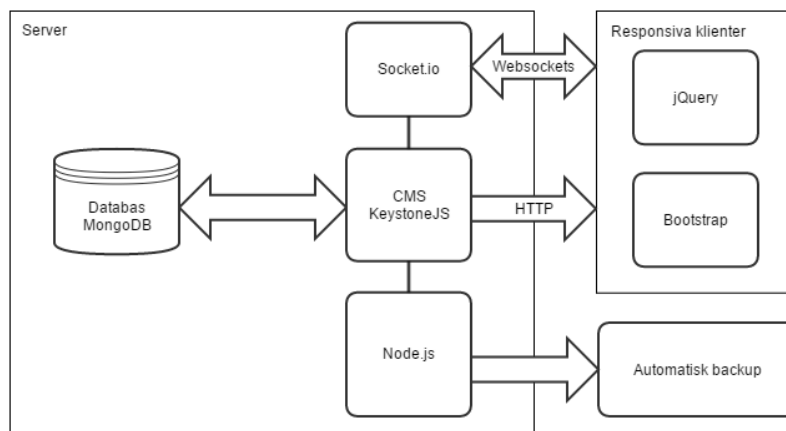 Server
Responsiva klienter
Socket.io
Websockets
jQuery
Databas
MongoDB
CMS
KeystoneJS
HTTP
Bootstrap
Node.js
Automatisk backup